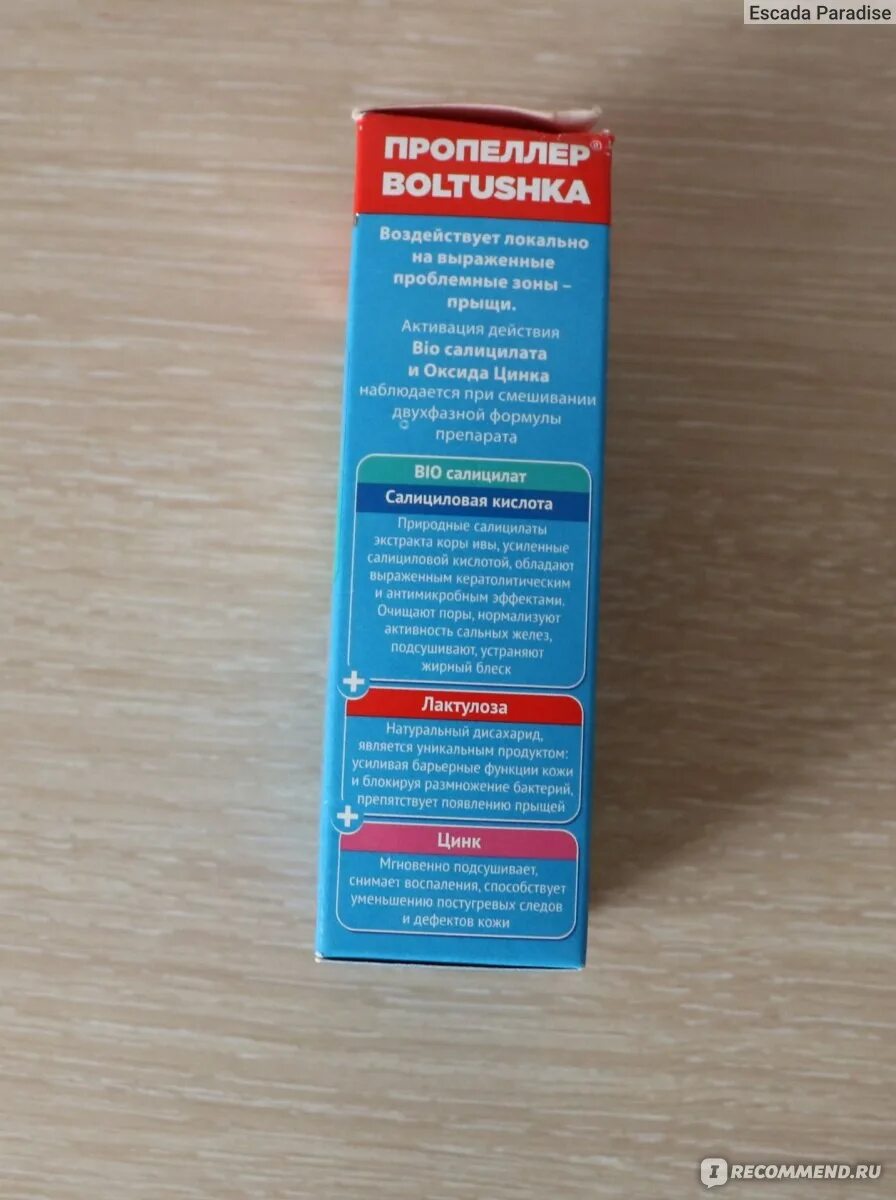 Escada Paradise
ПРОПЕЛЛЕР®
BOLTUSHKA
Воздействует локально
на выраженные
проблемные зоны –
прыщи.
Активация действия
Bio салицилата
и Оксида Цинка
наблюдается при смешивании
двухфазной формулы
препарата
BIO салицилат
Салициловая кислота
Природные салицилаты
экстракта коры ивы, усиленные
салициловой кислотой, обладают
выраженным кератолитическим
и антимикробным эффектами.
Очищают поры, нормализуют
активность сальных желез,
подсушивают, устраняют
жирный блеск
+
Лактулоза
Натуральный дисахарид,
является уникальным продуктом:
усиливая барьерные функции кожи
и блокируя размножение бактерий,
препятствует появлению прыщей
+
Цинк
Мгновенно подсушивает,
снимает воспаления, способствует
уменьшению постугревых следов
и дефектов кожи
I RECOMMEND.RU